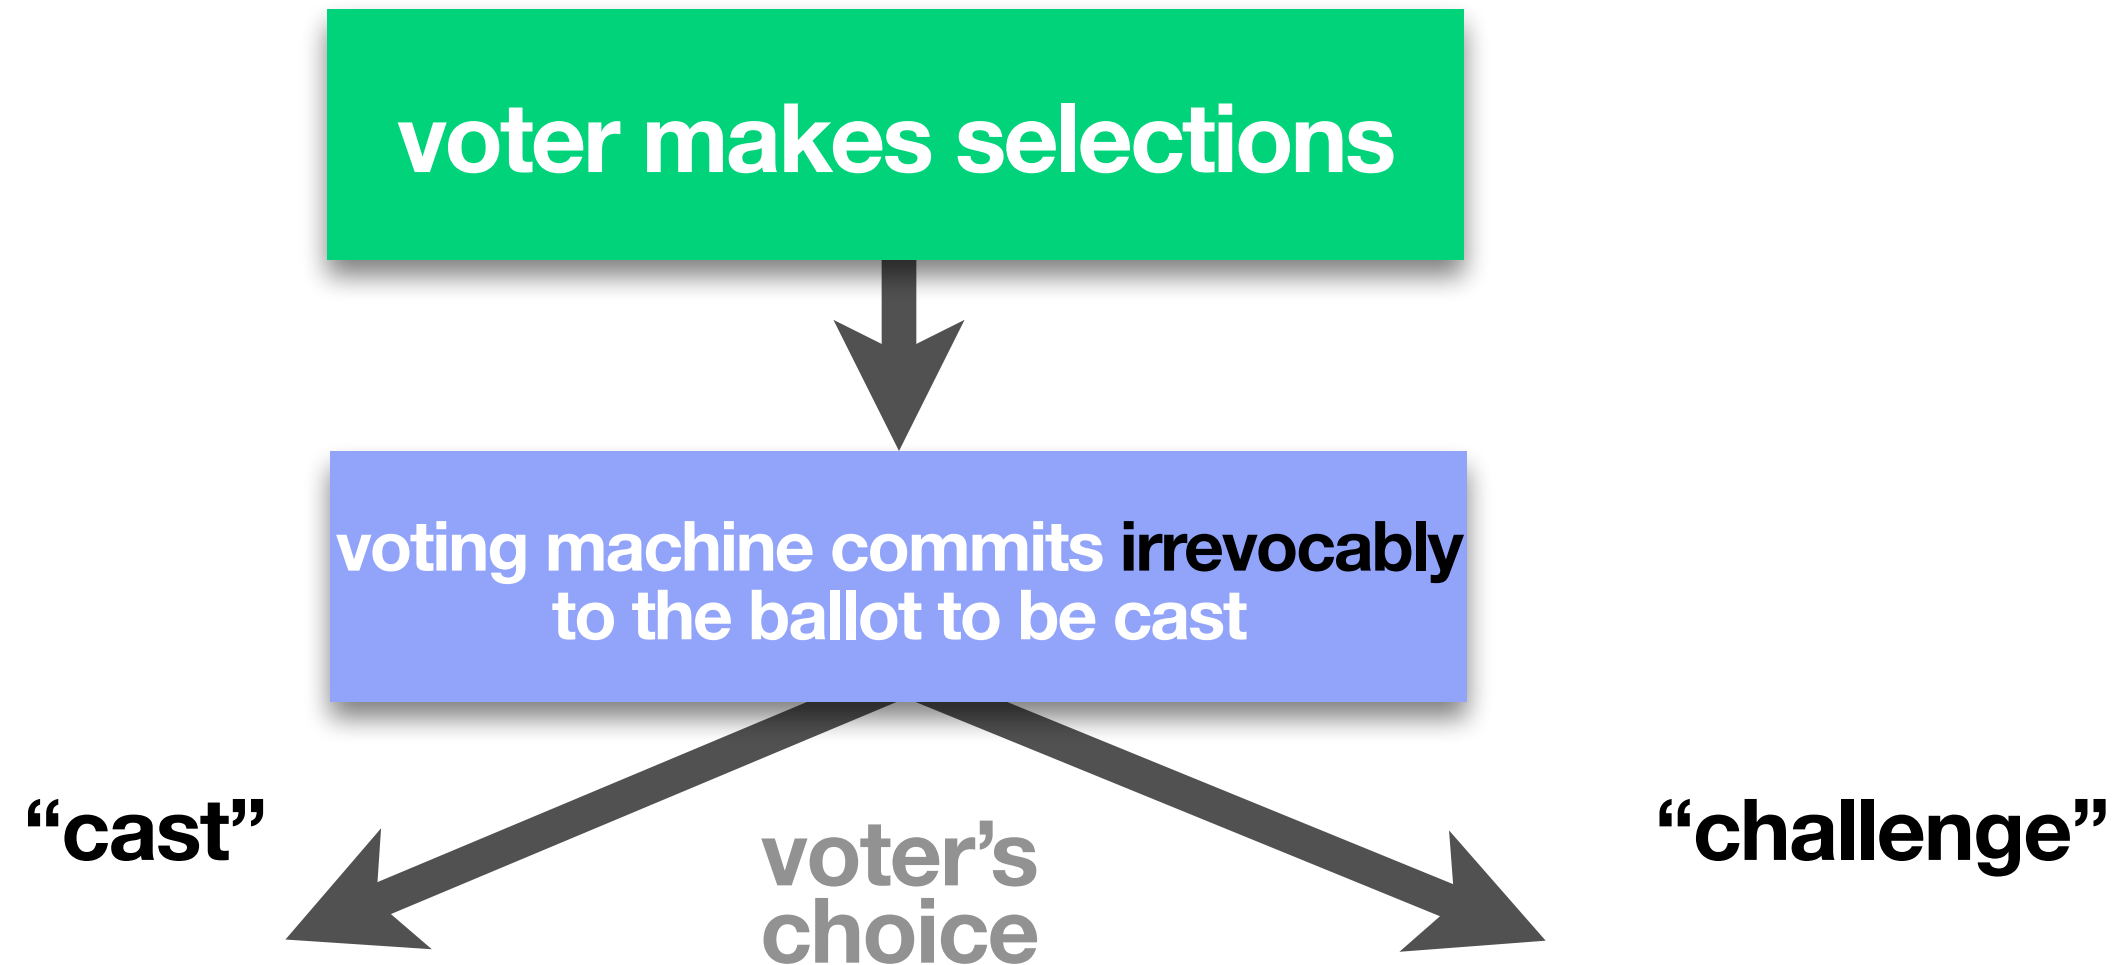 voter makes selections
voting machine commits irrevocably
to the ballot to be cast
“cast”
“challenge”
voter’s
choice